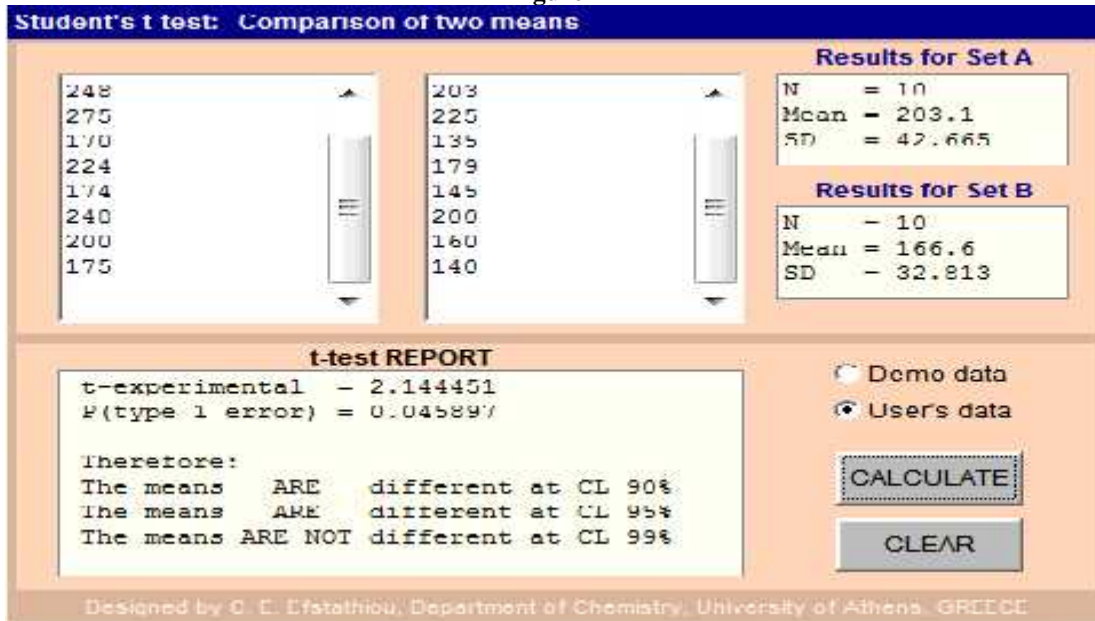 Student's t test: Comparison of two means
248
275
170
224
174
240
200
175
203
225
135
179
145
200
160
140
Results for Set A
N = 10
Mean = 203.1
SD = 42.665
Results for Set B
N = 10
Mean = 166.6
SD = 32.813
t-test REPORT
t-experimental = 2.144451
P(type 1 error) = 0.045897
Therefore:
The means ARE different at CL 90%
The means ARE different at CL 95%
The means ARE NOT different at CL 99%
Demo data
User's data
CALCULATE
CLEAR
Designed by C. E. Efstathiou, Department of Chemistry, University of Athens, GREECE